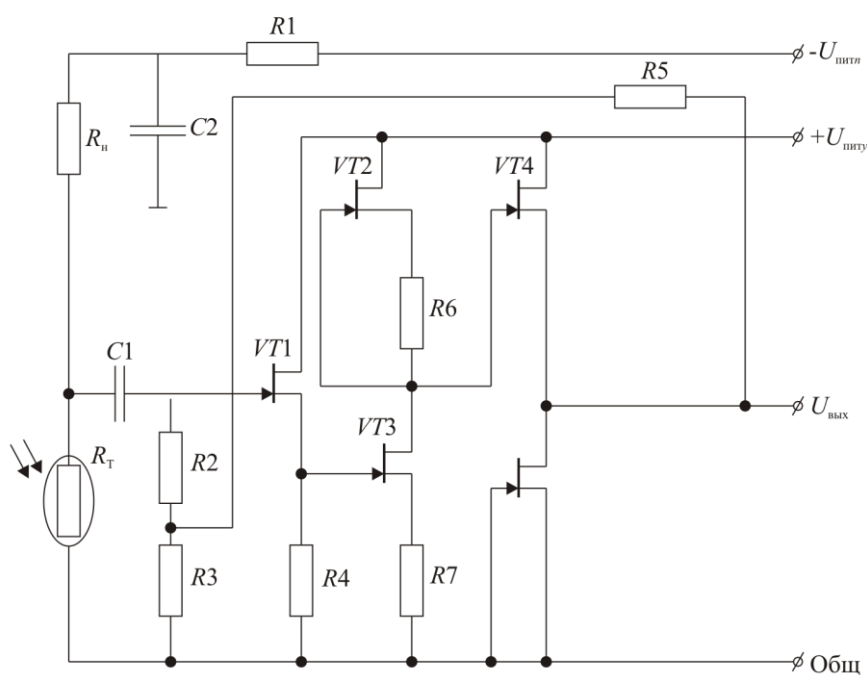 R1
-Uпитп
R5
Rн
C2
+Uпиту
VT2
VT4
R6
C1
VT1
Uвых
VT3
Rт
R2
R3
R4
R7
Общ